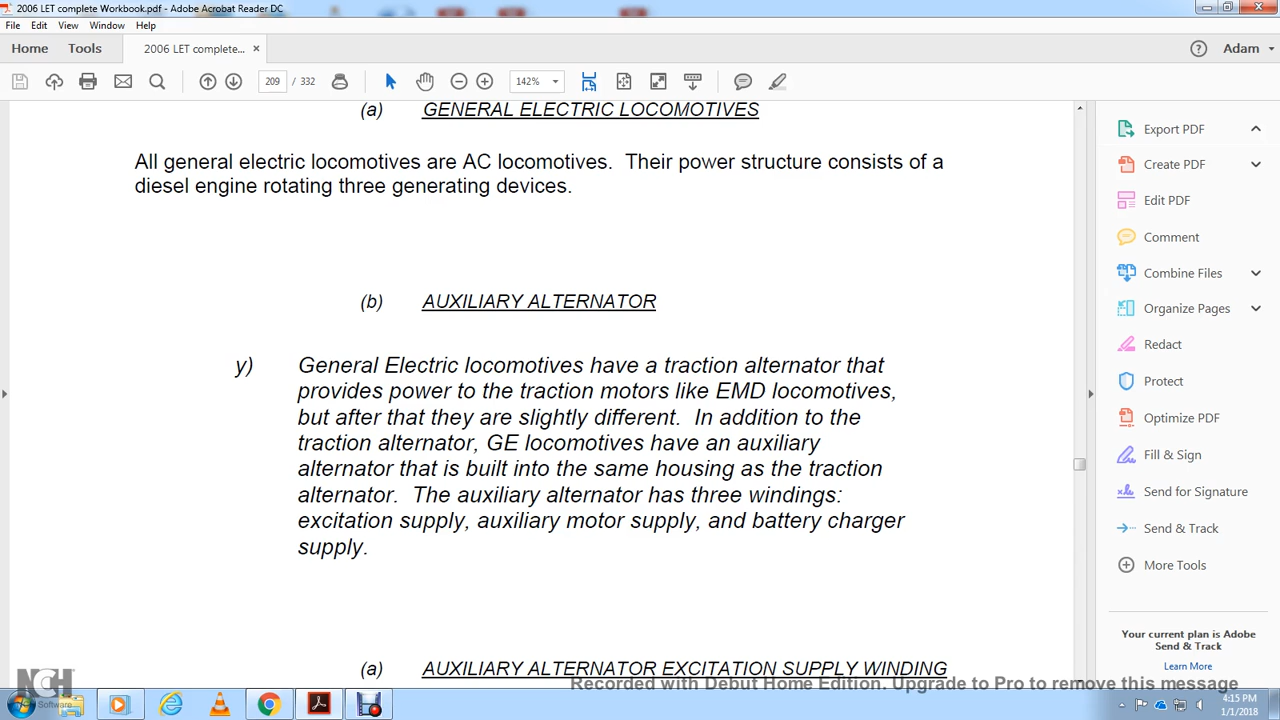 2006 LET complete Workbook.pdf - Adobe Acrobat Reader DC
File Edit View Window Help
Home Tools 2006 LET complete... × Adam
209 / 332 142%
(a) GENERAL ELECTRIC LOCOMOTIVES
All general electric locomotives are AC locomotives. Their power structure consists of a
diesel engine rotating three generating devices.
(b) AUXILIARY ALTERNATOR
y) General Electric locomotives have a traction alternator that
provides power to the traction motors like EMD locomotives,
but after that they are slightly different. In addition to the
traction alternator, GE locomotives have an auxiliary
alternator that is built into the same housing as the traction
alternator. The auxiliary alternator has three windings:
excitation supply, auxiliary motor supply, and battery charger
supply.
(a) AUXILIARY ALTERNATOR EXCITATION SUPPLY WINDING
Export PDF
Create PDF
Edit PDF
Comment
Combine Files
Organize Pages
Redact
Protect
Optimize PDF
Fill & Sign
Send for Signature
Send & Track
More Tools
Your current plan is Adobe
Send & Track
Learn More
NCH Software
Recorded with Debut Home Edition. Upgrade to Pro to remove this message
4:15 PM
1/1/2018